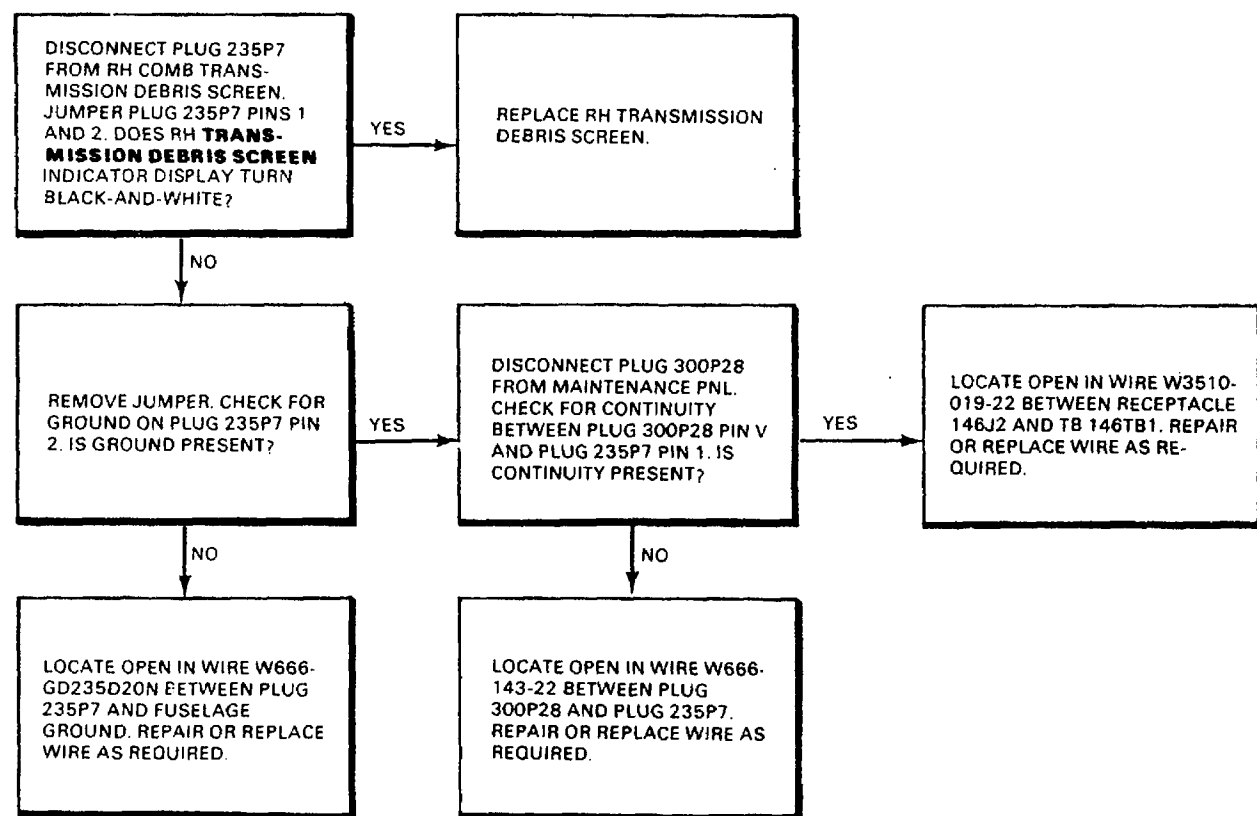 DISCONNECT PLUG 235P7
FROM RH COMB TRANS-
MISSION DEBRIS SCREEN.
JUMPER PLUG 235P7 PINS 1
AND 2. DOES RH TRANS-
MISSION DEBRIS SCREEN
INDICATOR DISPLAY TURN
BLACK-AND-WHITE?
YES
REPLACE RH TRANSMISSION
DEBRIS SCREEN.
NO
REMOVE JUMPER. CHECK FOR
GROUND ON PLUG 235P7 PIN
2. IS GROUND PRESENT?
YES
DISCONNECT PLUG 300P28
FROM MAINTENANCE PNL.
CHECK FOR CONTINUITY
BETWEEN PLUG 300P28 PIN V
AND PLUG 235P7 PIN 1. IS
CONTINUITY PRESENT?
YES
LOCATE OPEN IN WIRE W3510-
019-22 BETWEEN RECEPTACLE
146J2 AND TB 146TB1. REPAIR
OR REPLACE WIRE AS RE-
QUIRED.
NO
NO
LOCATE OPEN IN WIRE W666-
GD235D20N BETWEEN PLUG
235P7 AND FUSELAGE
GROUND. REPAIR OR REPLACE
WIRE AS REQUIRED.
LOCATE OPEN IN WIRE W666-
143-22 BETWEEN PLUG
300P28 AND PLUG 235P7.
REPAIR OR REPLACE WIRE AS
REQUIRED.